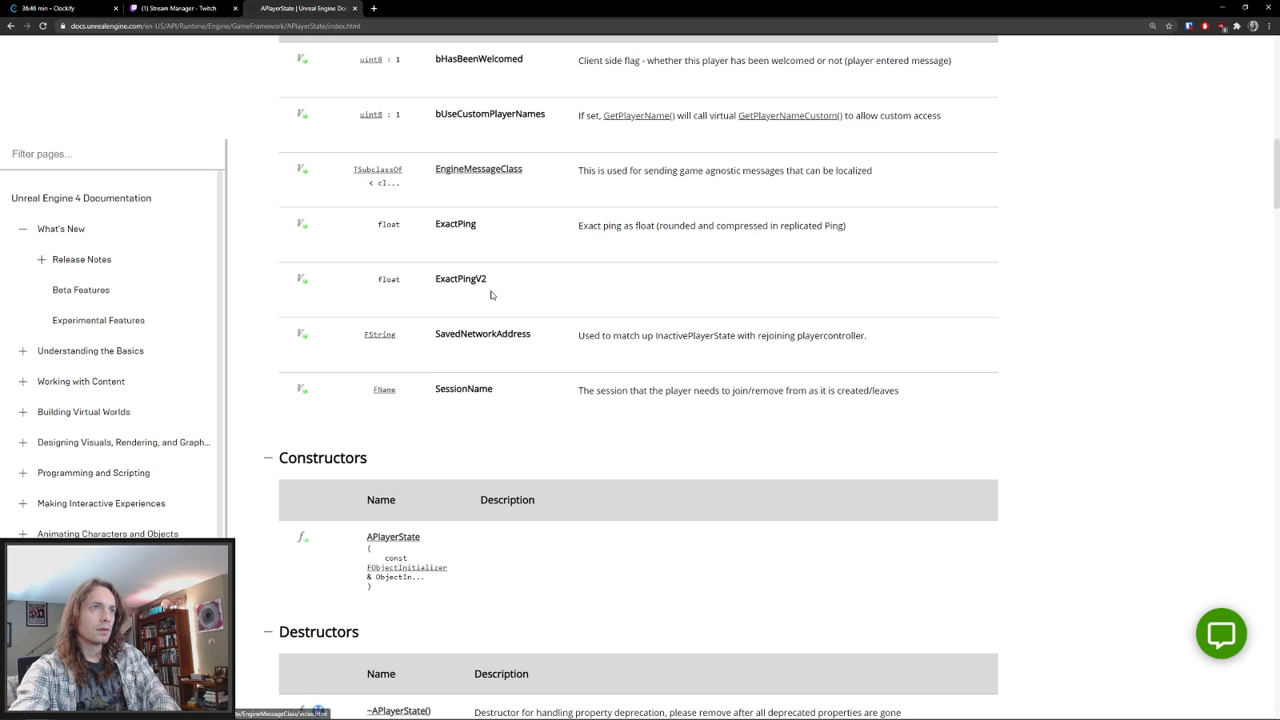 36:46 min • Clockify
(1) Stream Manager - Twitch
APlayerState | Unreal Engine Doc
docs.unrealengine.com/en-US/API/Runtime/Engine/GameFramework/APlayerState/index.html
uint8 : 1 bHasBeenWelcomed Client side flag - whether this player has been welcomed or not (player entered message)
uint8 : 1 bUseCustomPlayerNames If set, GetPlayerName() will call virtual GetPlayerNameCustom() to allow custom access
TSubclassOf EngineMessageClass This is used for sending game agnostic messages that can be localized
< cl...
float ExactPing Exact ping as float (rounded and compressed in replicated Ping)
float ExactPingV2
FString SavedNetworkAddress Used to match up InactivePlayerState with rejoining playercontroller.
FName SessionName The session that the player needs to join/remove from as it is created/leaves
Constructors
Name Description
APlayerState
(
const
FObjectInitializer
& ObjectIn...
)
Destructors
Name Description
~APlayerState() Destructor for handling property deprecation, please remove after all deprecated properties are gone
Filter pages...
Unreal Engine 4 Documentation
What's New
Release Notes
Beta Features
Experimental Features
Understanding the Basics
Working with Content
Building Virtual Worlds
Designing Visuals, Rendering, and Graph...
Programming and Scripting
Making Interactive Experiences
Animating Characters and Objects
te/EngineMessageClass/index.html